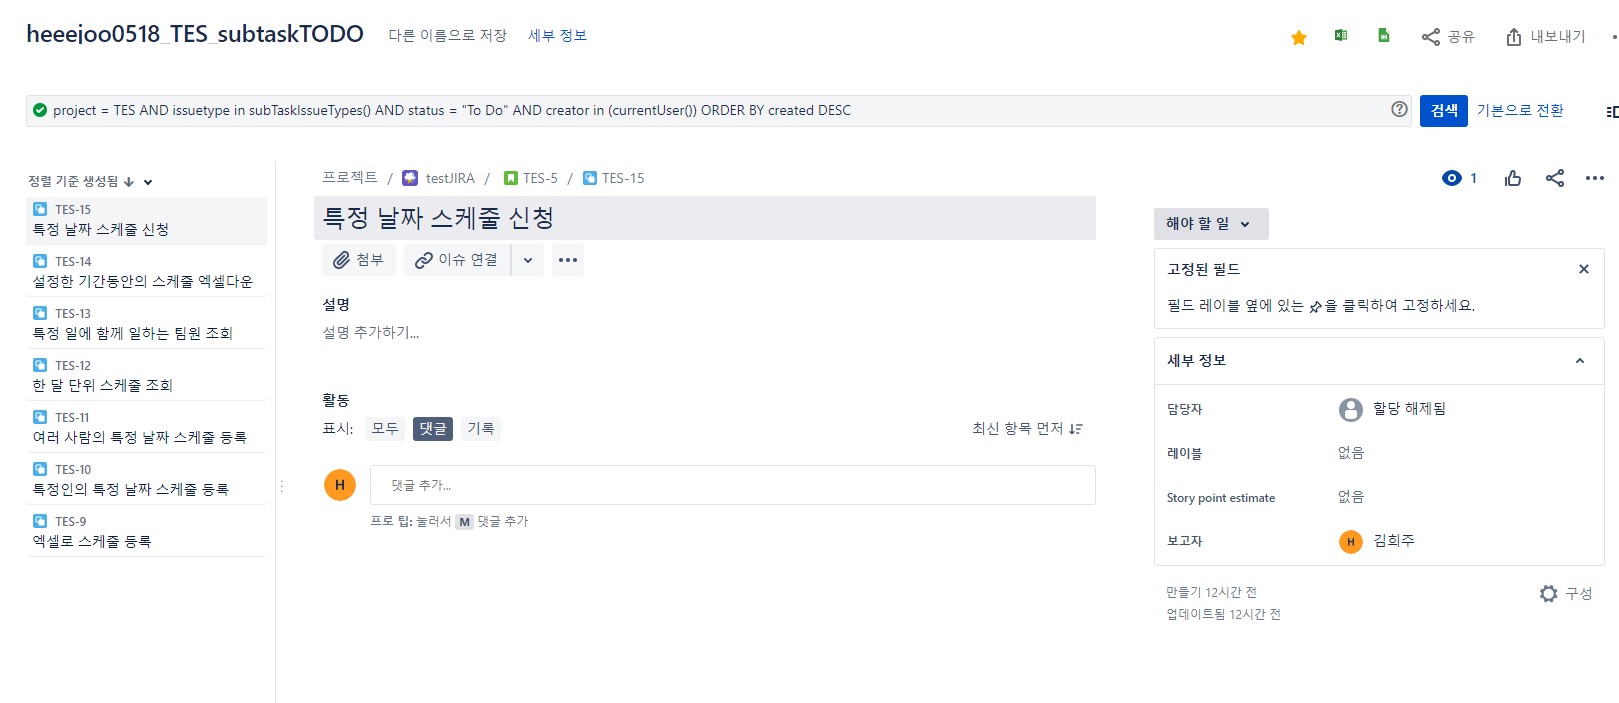 heeejoo0518_TES_subtaskTODO 다른 이름으로 저장 세부 정보
공유 내보내기
project = TES AND issuetype in subTaskIssueTypes() AND status = "To Do" AND creator in (currentUser()) ORDER BY created DESC
검색 기본으로 전환
정렬 기준 생성됨
TES-15
특정 날짜 스케줄 신청
TES-14
설정한 기간동안의 스케줄 엑셀다운
TES-13
특정 일에 함께 일하는 팀원 조회
TES-12
한 달 단위 스케줄 조회
TES-11
여러 사람의 특정 날짜 스케줄 등록
TES-10
특정인의 특정 날짜 스케줄 등록
TES-9
엑셀로 스케줄 등록
프로젝트 / testJIRA / TES-5 / TES-15
특정 날짜 스케줄 신청
첨부 이슈 연결
설명
설명 추가하기...
활동
표시: 모두 댓글 기록 최신 항목 먼저
H 댓글 추가...
프로 팁: 눌러서 M 댓글 추가
1
해야 할 일
고정된 필드
필드 레이블 옆에 있는 을 클릭하여 고정하세요.
세부 정보
담당자 할당 해제됨
레이블 없음
Story point estimate 없음
보고자 H 김희주
만들기 12시간 전
업데이트됨 12시간 전
구성